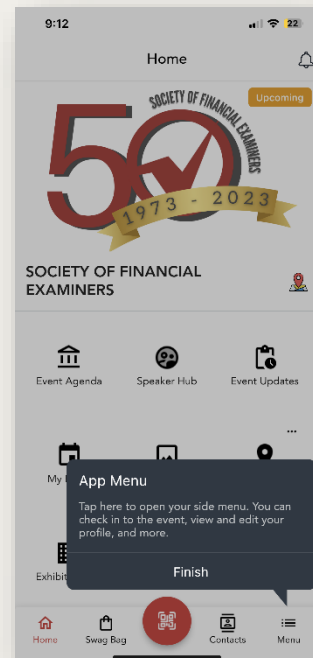 9:12
22
Home
SOCIETY OF FINANCIAL EXAMINERS
Upcoming
50
1973 - 2023
SOCIETY OF FINANCIAL
EXAMINERS
Event Agenda
Speaker Hub
Event Updates
My
App Menu
Tap here to open your side menu. You can
check in to the event, view and edit your
profile, and more.
Finish
Exhibit
Home
Swag Bag
Contacts
Menu